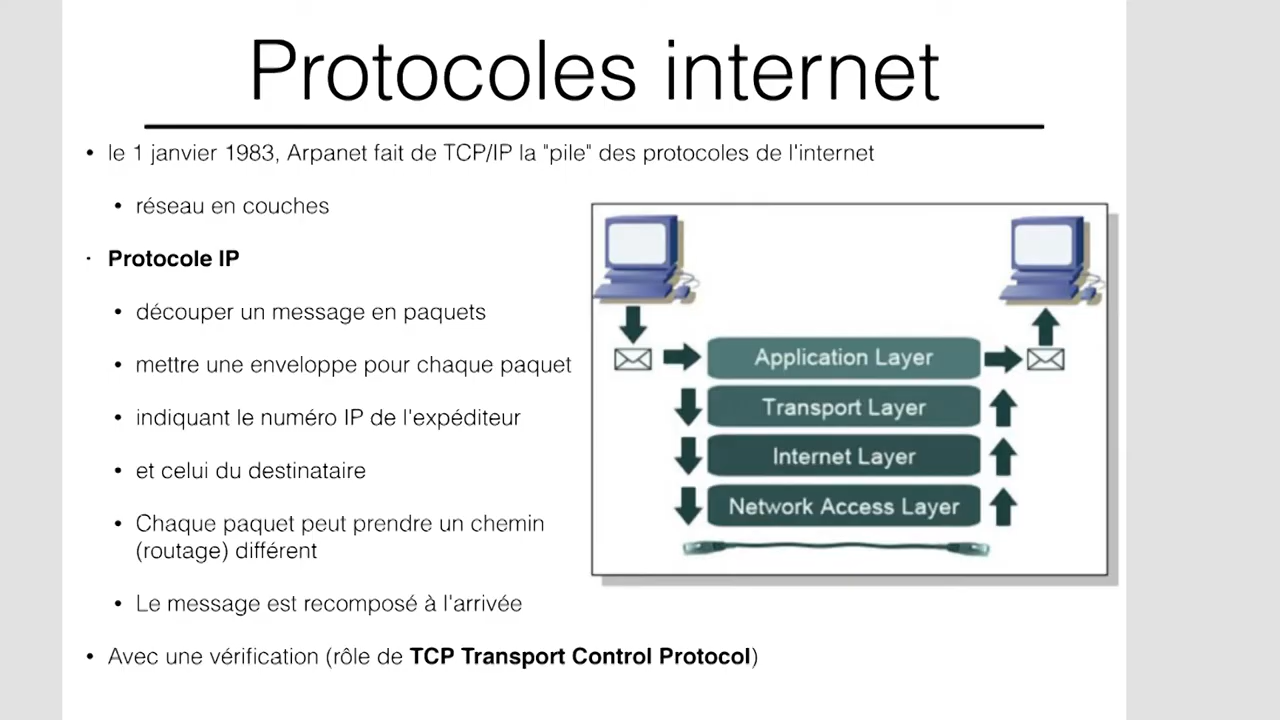 Protocoles internet
• le 1 janvier 1983, Arpanet fait de TCP/IP la "pile" des protocoles de l'internet
• réseau en couches
· Protocole IP
• découper un message en paquets
• mettre une enveloppe pour chaque paquet
• indiquant le numéro IP de l'expéditeur
• et celui du destinataire
• Chaque paquet peut prendre un chemin
(routage) différent
• Le message est recomposé à l'arrivée
• Avec une vérification (rôle de TCP Transport Control Protocol)
Application Layer
Transport Layer
Internet Layer
Network Access Layer